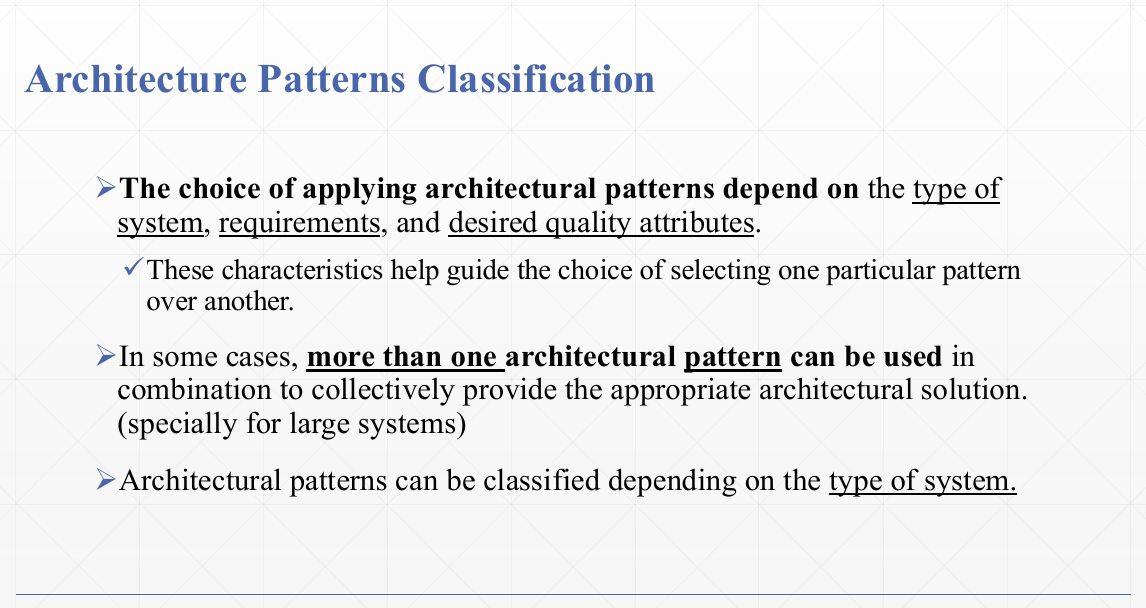 Architecture Patterns Classification
➢The choice of applying architectural patterns depend on the type of
system, requirements, and desired quality attributes.
✓These characteristics help guide the choice of selecting one particular pattern
over another.
➢In some cases, more than one architectural pattern can be used in
combination to collectively provide the appropriate architectural solution.
(specially for large systems)
➢Architectural patterns can be classified depending on the type of system.